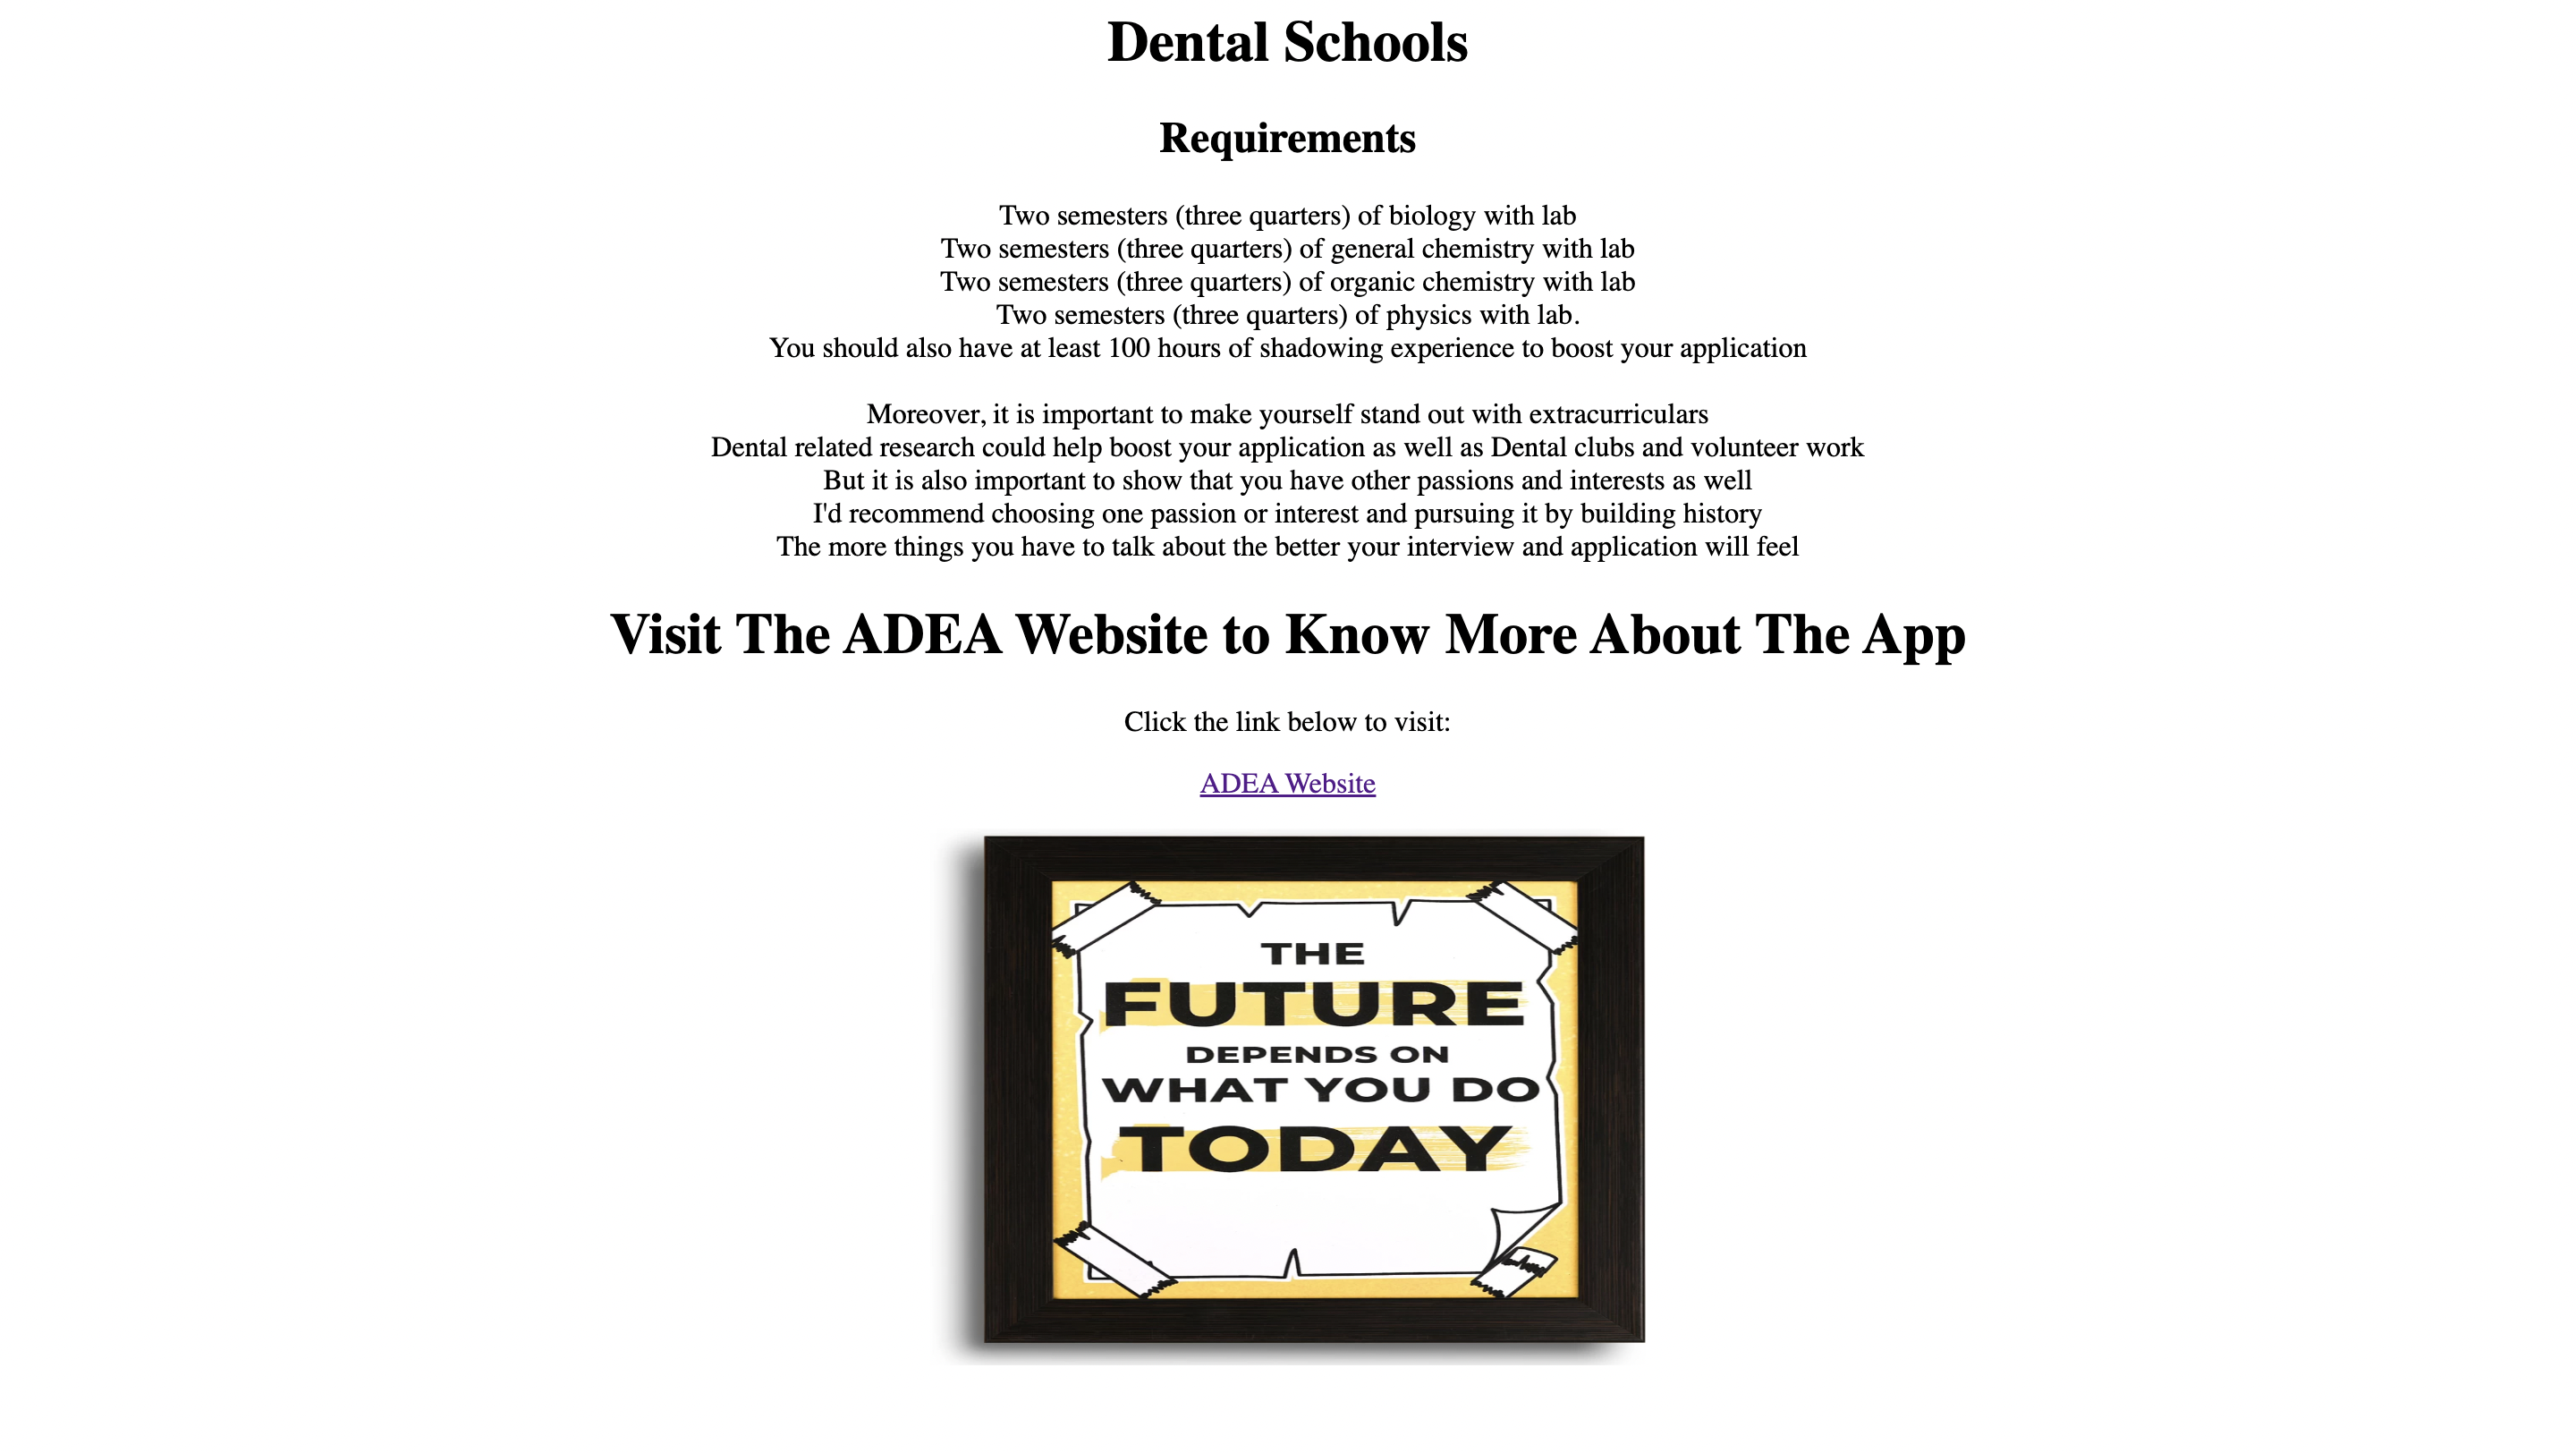 Dental Schools
Requirements
Two semesters (three quarters) of biology with lab
Two semesters (three quarters) of general chemistry with lab
Two semesters (three quarters) of organic chemistry with lab
Two semesters (three quarters) of physics with lab.
You should also have at least 100 hours of shadowing experience to boost your application
Moreover, it is important to make yourself stand out with extracurriculars
Dental related research could help boost your application as well as Dental clubs and volunteer work
But it is also important to show that you have other passions and interests as well
I'd recommend choosing one passion or interest and pursuing it by building history
The more things you have to talk about the better your interview and application will feel
Visit The ADEA Website to Know More About The App
Click the link below to visit:
ADEA Website
THE
FUTURE
DEPENDS ON
WHAT YOU DO
TODAY